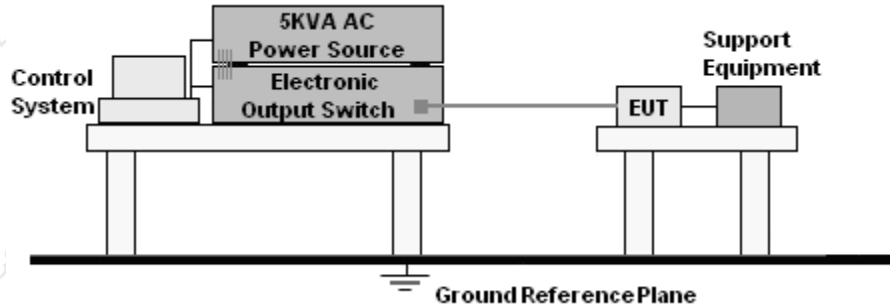 5KVA AC
Power Source
Electronic
Output Switch
Control
System
EUT
Support
Equipment
Ground Reference Plane